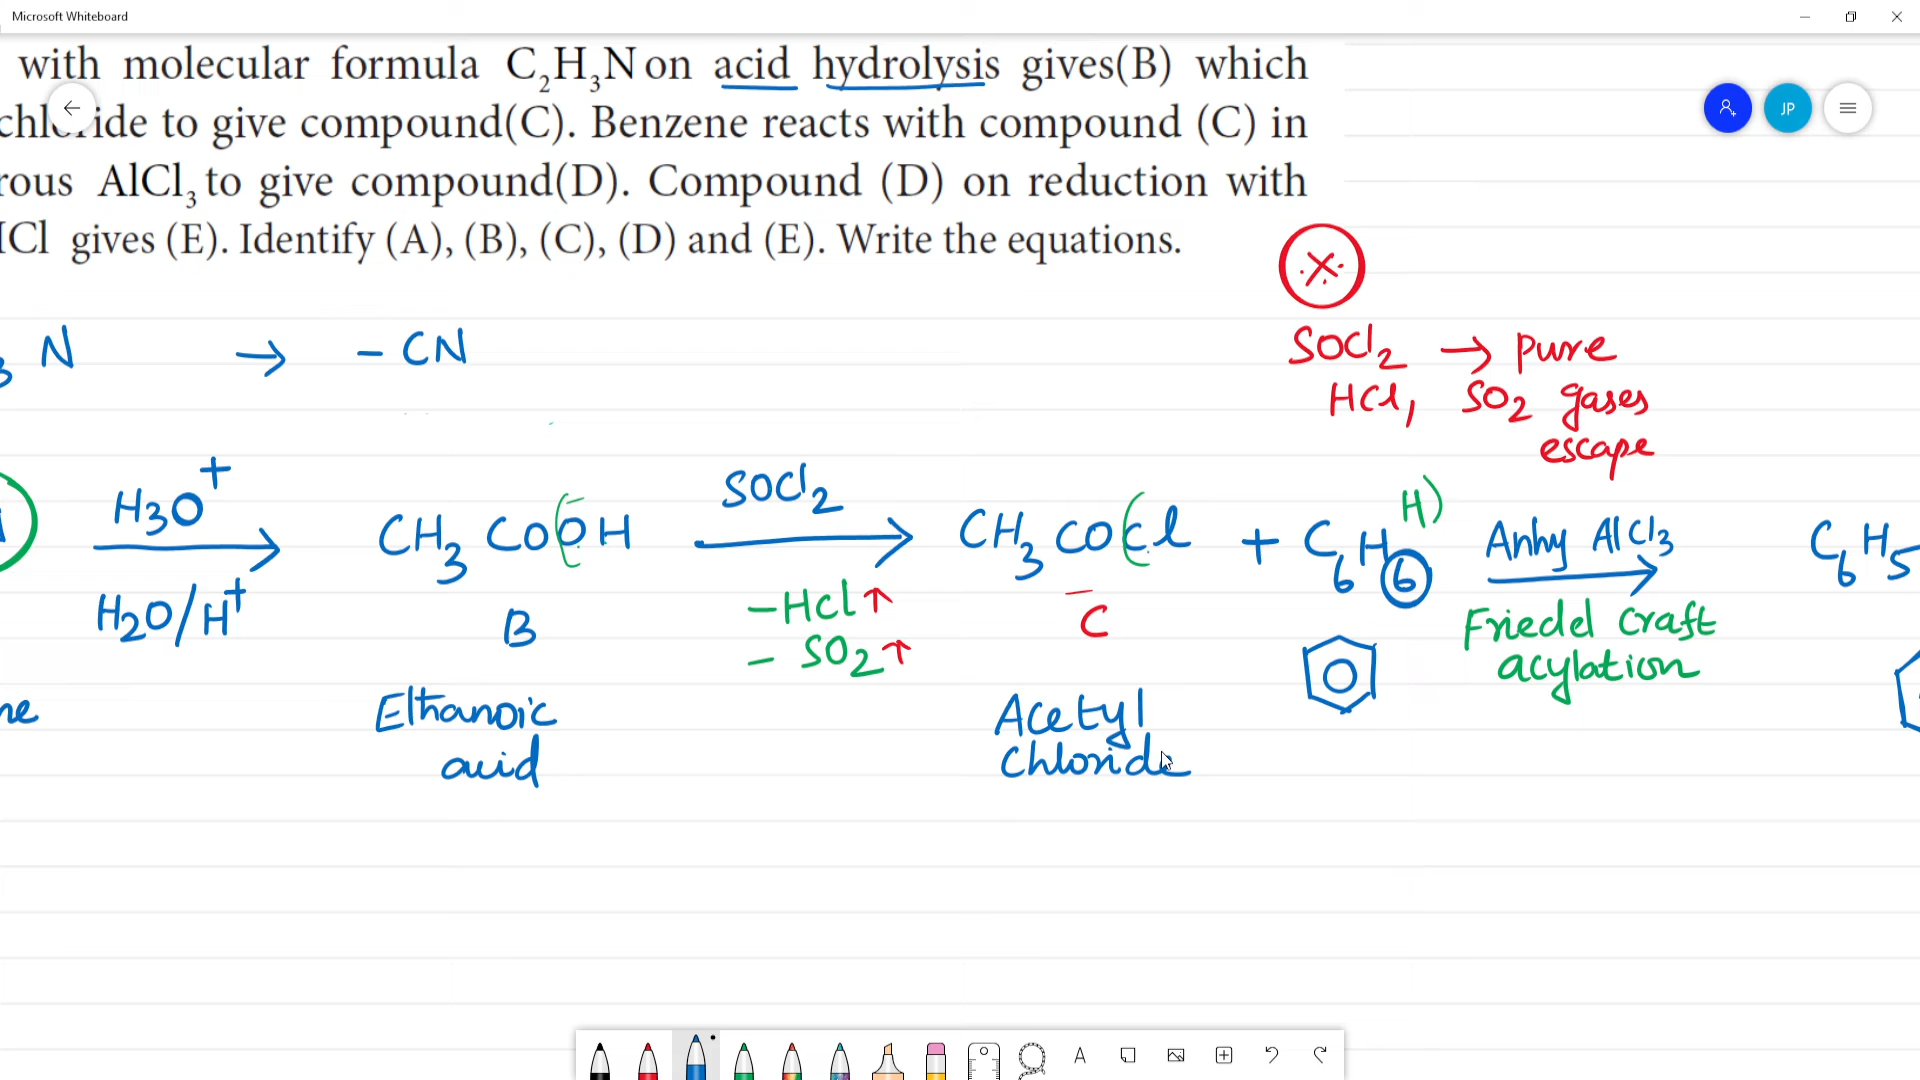 Microsoft Whiteboard
with molecular formula C₂H₃N on acid hydrolysis gives(B) which
chloride to give compound(C). Benzene reacts with compound (C) in
rous AlCl₃ to give compound(D). Compound (D) on reduction with
Cl gives (E). Identify (A), (B), (C), (D) and (E). Write the equations.
JP
3 N → - CN
SOCl2 → pure
HCl, SO2 gases
escape
H3O+
H2O/H+
CH3 COOH
B
Ethanoic
acid
SOCl2
-HCl↑
- SO2↑
CH3 COCl
C
Acetyl
Chloride
+ C6H6
H)
Anhy AlCl3
Friedel Craft
acylation
C6H5
ne
A